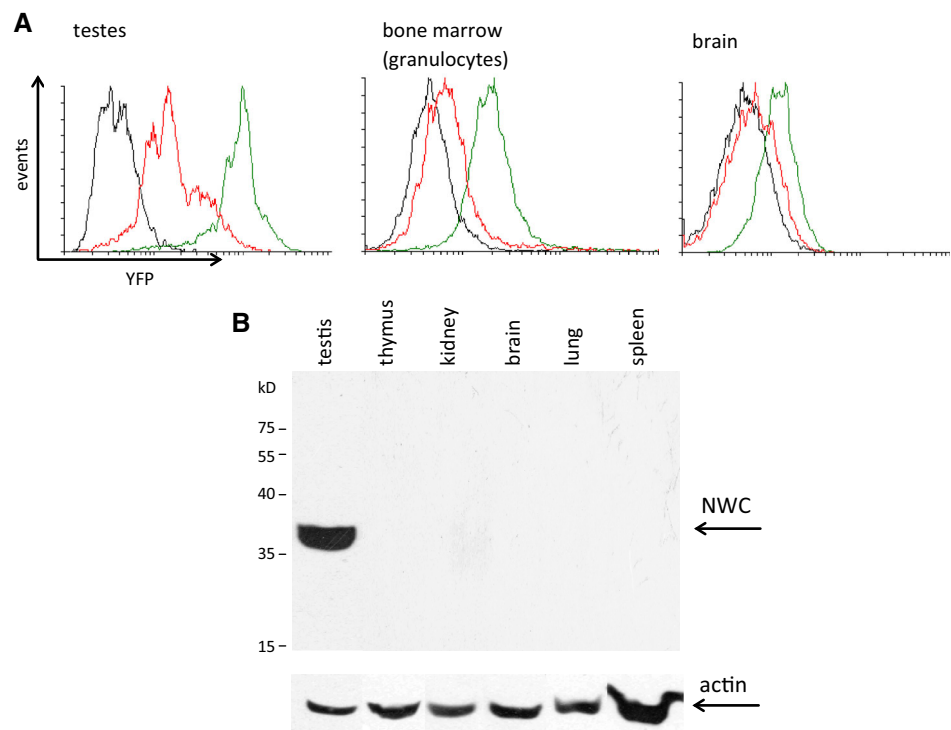 A
testes
bone marrow
(granulocytes)
brain
events
YFP
B
testis
thymus
kidney
brain
lung
spleen
kD
75
55
40
35
15
NWC
actin